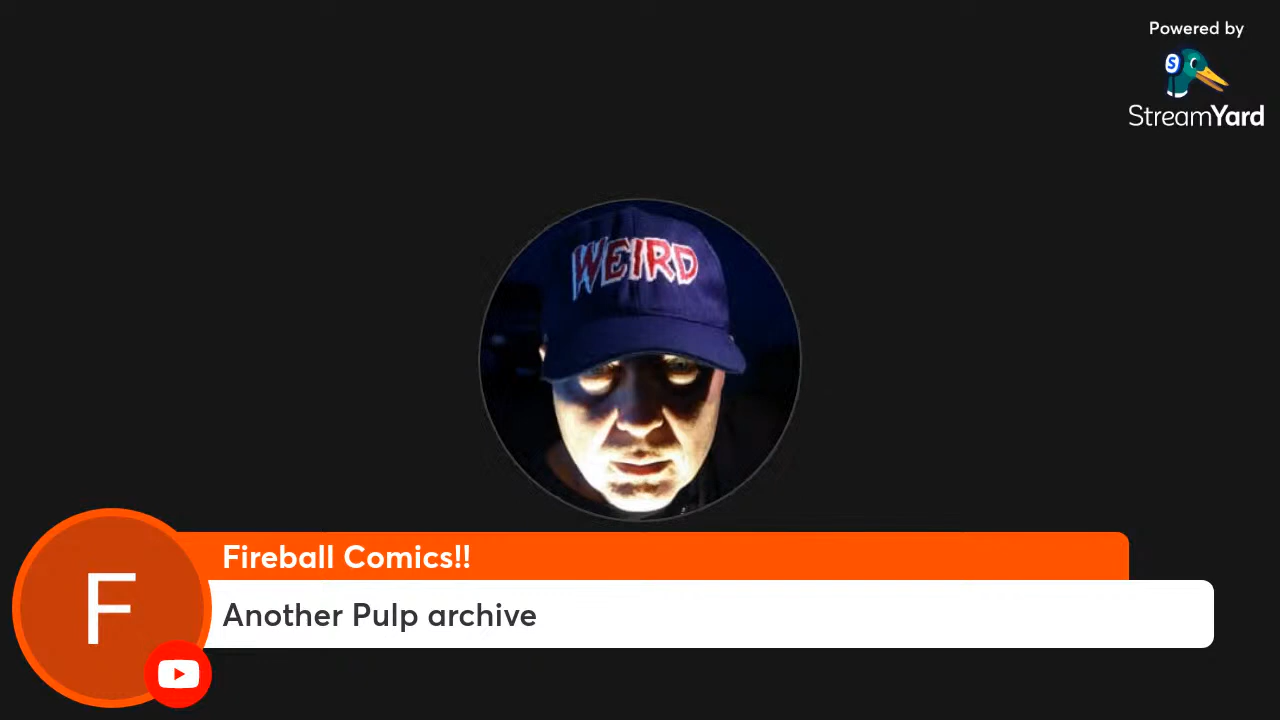 Powered by
S
StreamYard
WEIRD
Fireball Comics!!
F
Another Pulp archive